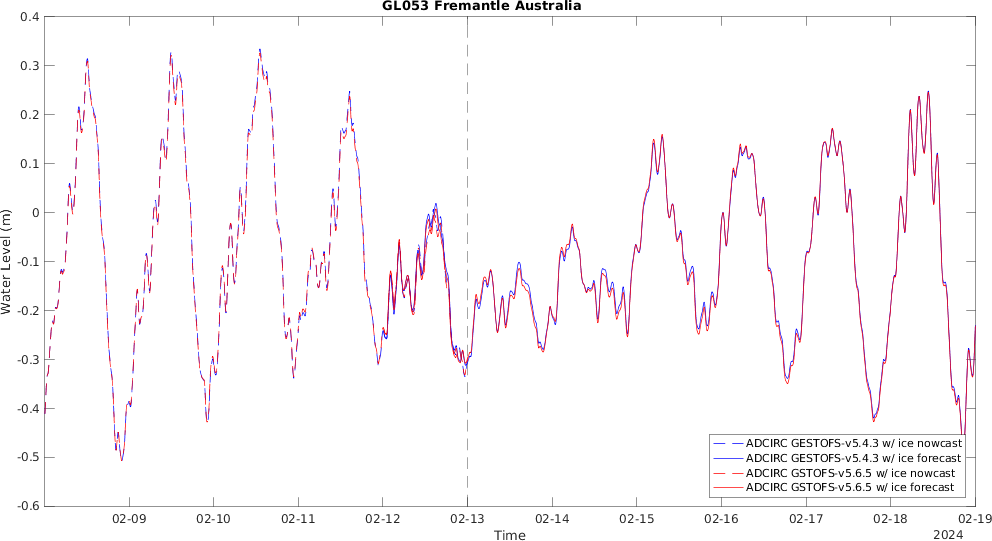 GL053 Fremantle Australia
Water Level (m)
0.4
0.3
0.2
0.1
0
-0.1
-0.2
-0.3
-0.4
-0.5
-0.6
ADCIRC GESTOFS-v5.4.3 w/ ice nowcast
ADCIRC GESTOFS-v5.4.3 w/ ice forecast
ADCIRC GSTOFS-v5.6.5 w/ ice nowcast
ADCIRC GSTOFS-v5.6.5 w/ ice forecast
02-09 02-10 02-11 02-12 02-13 02-14 02-15 02-16 02-17 02-18 02-19
Time
2024